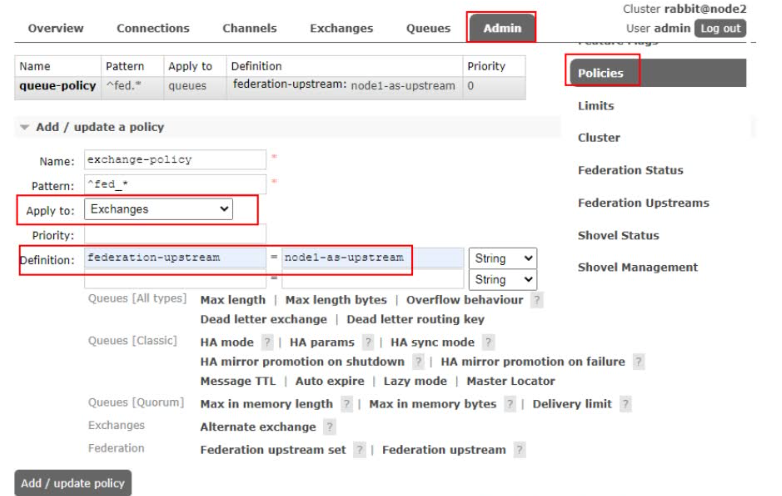 Cluster rabbit@node2
Overview Connections Channels Exchanges Queues Admin User admin Log out
Name Pattern Apply to Definition Priority
queue-policy ^fed.* queues federation-upstream: node1-as-upstream 0
Policies
Limits
Cluster
Federation Status
Federation Upstreams
Shovel Status
Shovel Management
▼ Add / update a policy
Name: exchange-policy *
Pattern: ^fed_* *
Apply to: Exchanges
Priority:
Definition: federation-upstream = node1-as-upstream String
= String
Queues [All types] Max length | Max length bytes | Overflow behaviour ?
Dead letter exchange | Dead letter routing key
Queues [Classic] HA mode ? | HA params ? | HA sync mode ?
HA mirror promotion on shutdown ? | HA mirror promotion on failure ?
Message TTL | Auto expire | Lazy mode | Master Locator
Queues [Quorum] Max in memory length ? | Max in memory bytes ? | Delivery limit ?
Exchanges Alternate exchange ?
Federation Federation upstream set ? | Federation upstream ?
Add / update policy